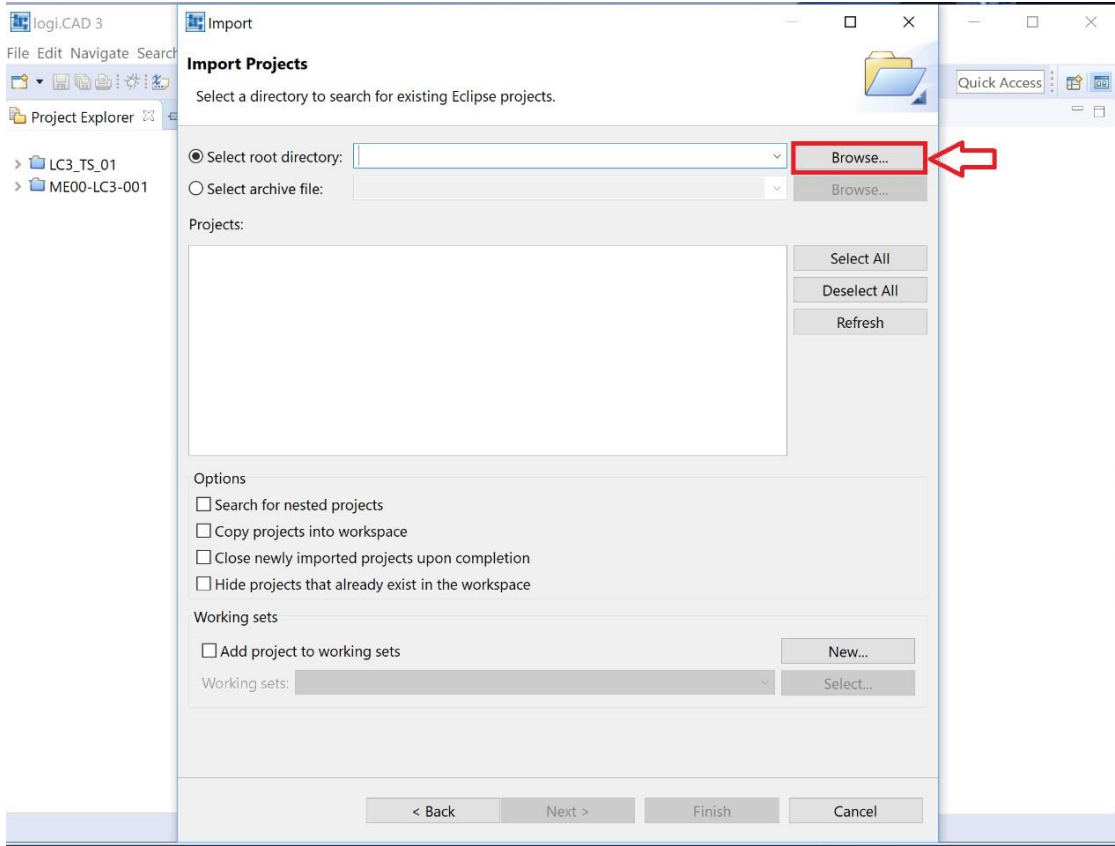 logi.CAD 3
File Edit Navigate Search
Project Explorer
LC3_TS_01
ME00-LC3-001
Import
Import Projects
Select a directory to search for existing Eclipse projects.
Select root directory:
Browse...
Select archive file:
Browse...
Projects:
Select All
Deselect All
Refresh
Options
Search for nested projects
Copy projects into workspace
Close newly imported projects upon completion
Hide projects that already exist in the workspace
Working sets
Add project to working sets
New...
Working sets:
Select...
< Back
Next >
Finish
Cancel
Quick Access